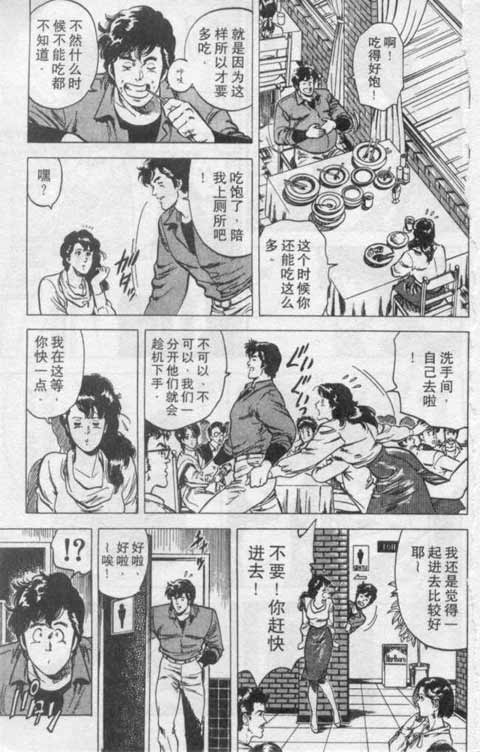 啊！
吃得好饱！
这个时候你
还能吃这么
多．
就是因为这
样所以才要
多吃．
不然什么时
候不能吃都
不知道．
吃饱了，陪
我上厕所吧
！
嘿？
洗手间，
自己去啦
！
不可以．不
可以．我们一
分开他们就会
趁机下手．
我在这等．
你快一点．
我还是觉得一
起进去比较好
耶~
不要！你赶快
进去！
Marlboro
好啦．
好啦．
~唉！
!?